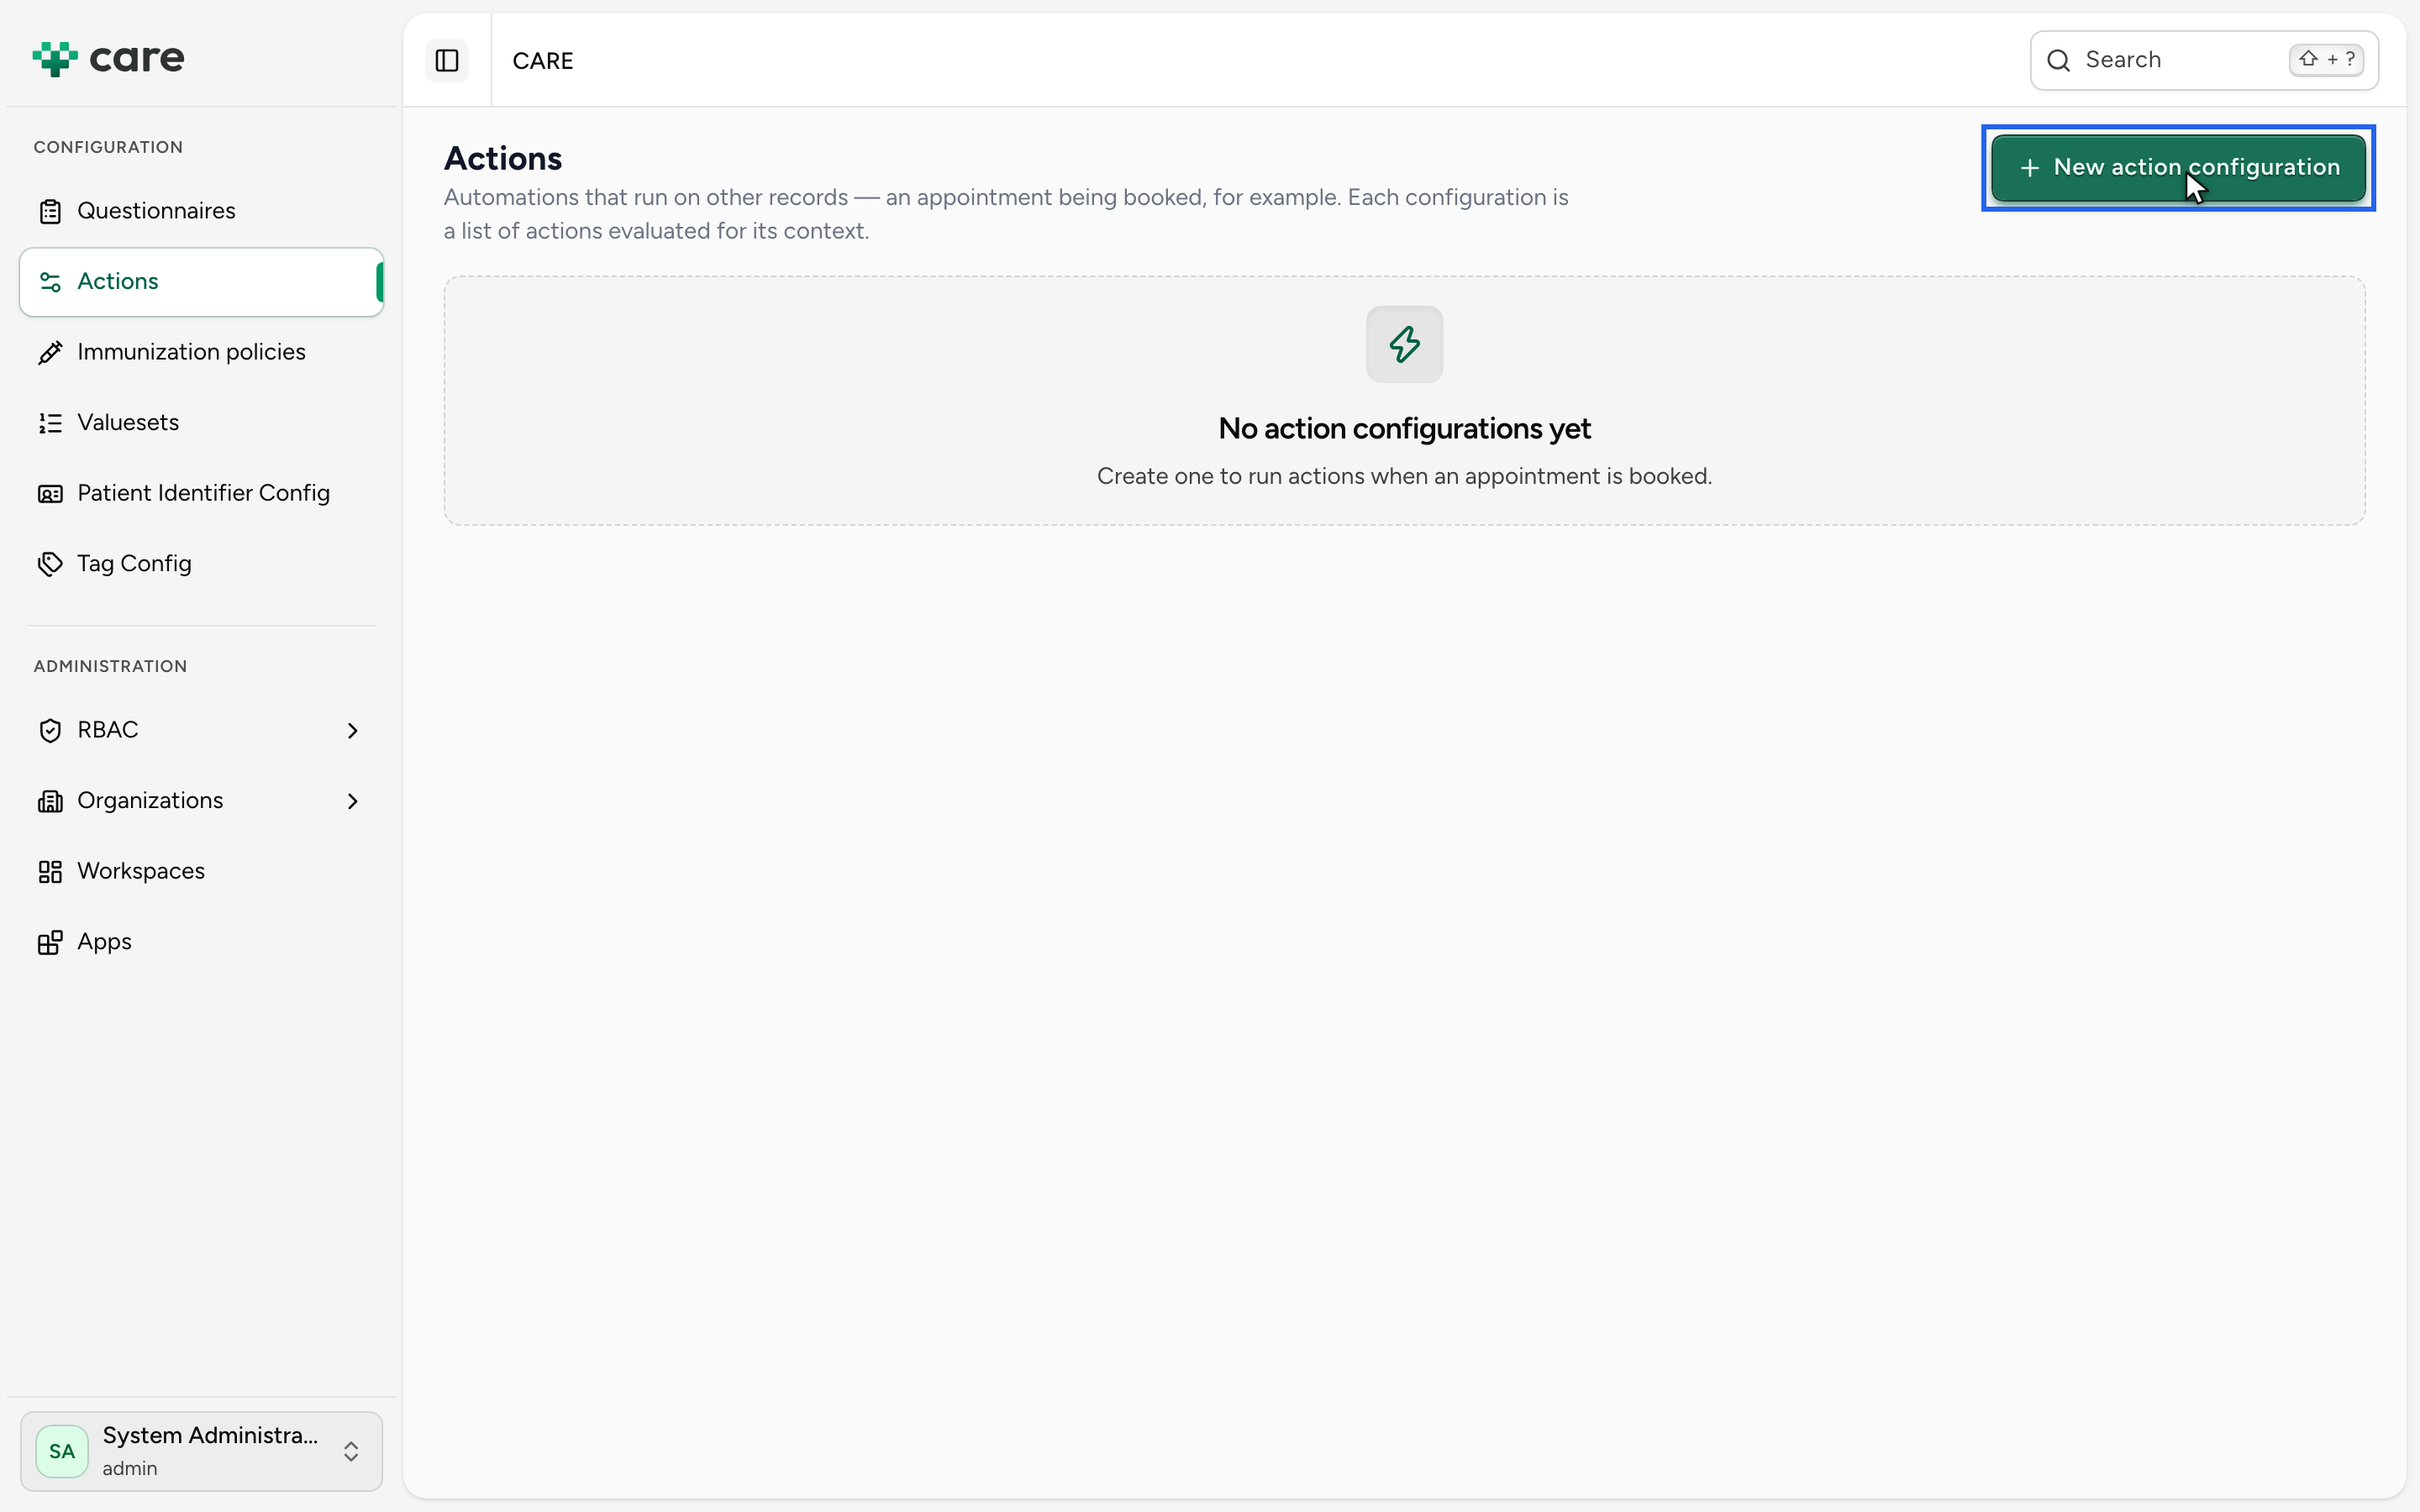 care
CARE
Search
⇧ + ?
CONFIGURATION
Questionnaires
Actions
Immunization policies
Valuesets
Patient Identifier Config
Tag Config
ADMINISTRATION
RBAC
Organizations
Workspaces
Apps
SA
System Administra...
admin
Actions
Automations that run on other records — an appointment being booked, for example. Each configuration is
a list of actions evaluated for its context.
New action configuration
No action configurations yet
Create one to run actions when an appointment is booked.